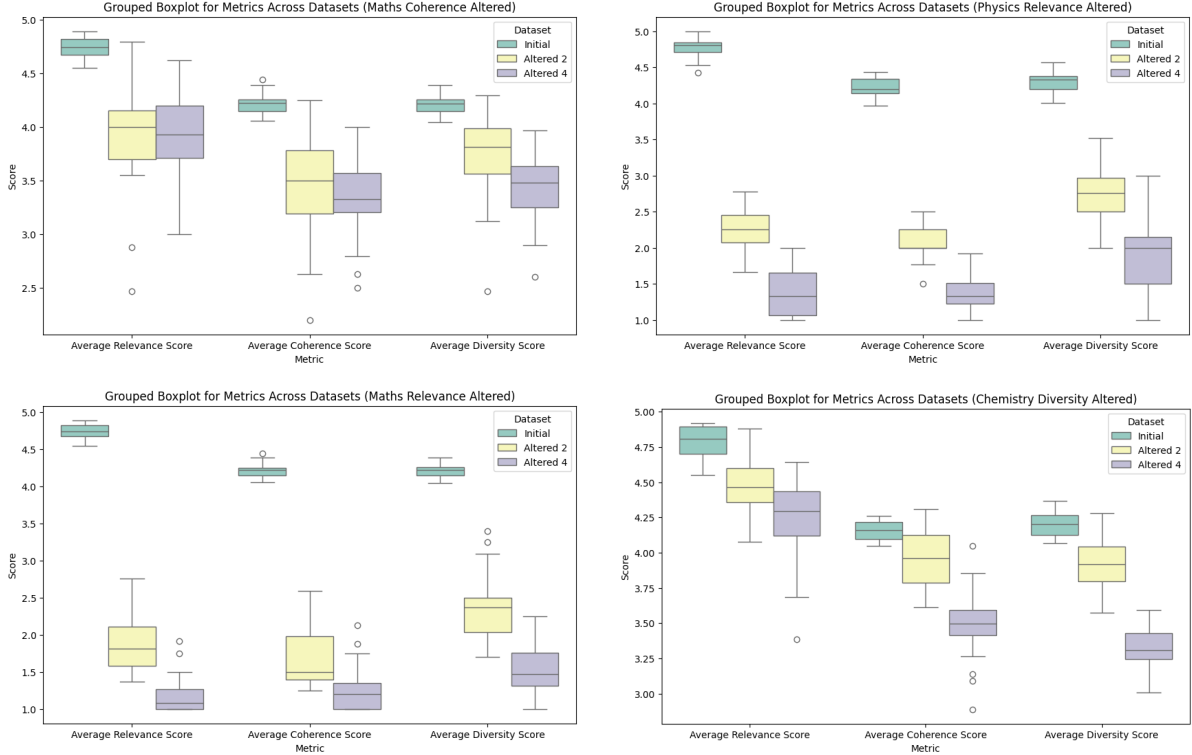 Grouped Boxplot for Metrics Across Datasets (Maths Coherence Altered)
5.0
4.5
4.0
3.5
3.0
2.5
Score
Dataset
Initial
Altered 2
Altered 4
Average Relevance Score
Average Coherence Score
Average Diversity Score
Metric
Grouped Boxplot for Metrics Across Datasets (Physics Relevance Altered)
5.0
4.5
4.0
3.5
3.0
2.5
2.0
1.5
1.0
Score
Dataset
Initial
Altered 2
Altered 4
Average Relevance Score
Average Coherence Score
Average Diversity Score
Metric
Grouped Boxplot for Metrics Across Datasets (Maths Relevance Altered)
5.0
4.5
4.0
3.5
3.0
2.5
2.0
1.5
1.0
Score
Dataset
Initial
Altered 2
Altered 4
Average Relevance Score
Average Coherence Score
Average Diversity Score
Metric
Grouped Boxplot for Metrics Across Datasets (Chemistry Diversity Altered)
5.00
4.75
4.50
4.25
4.00
3.75
3.50
3.25
3.00
Score
Dataset
Initial
Altered 2
Altered 4
Average Relevance Score
Average Coherence Score
Average Diversity Score
Metric